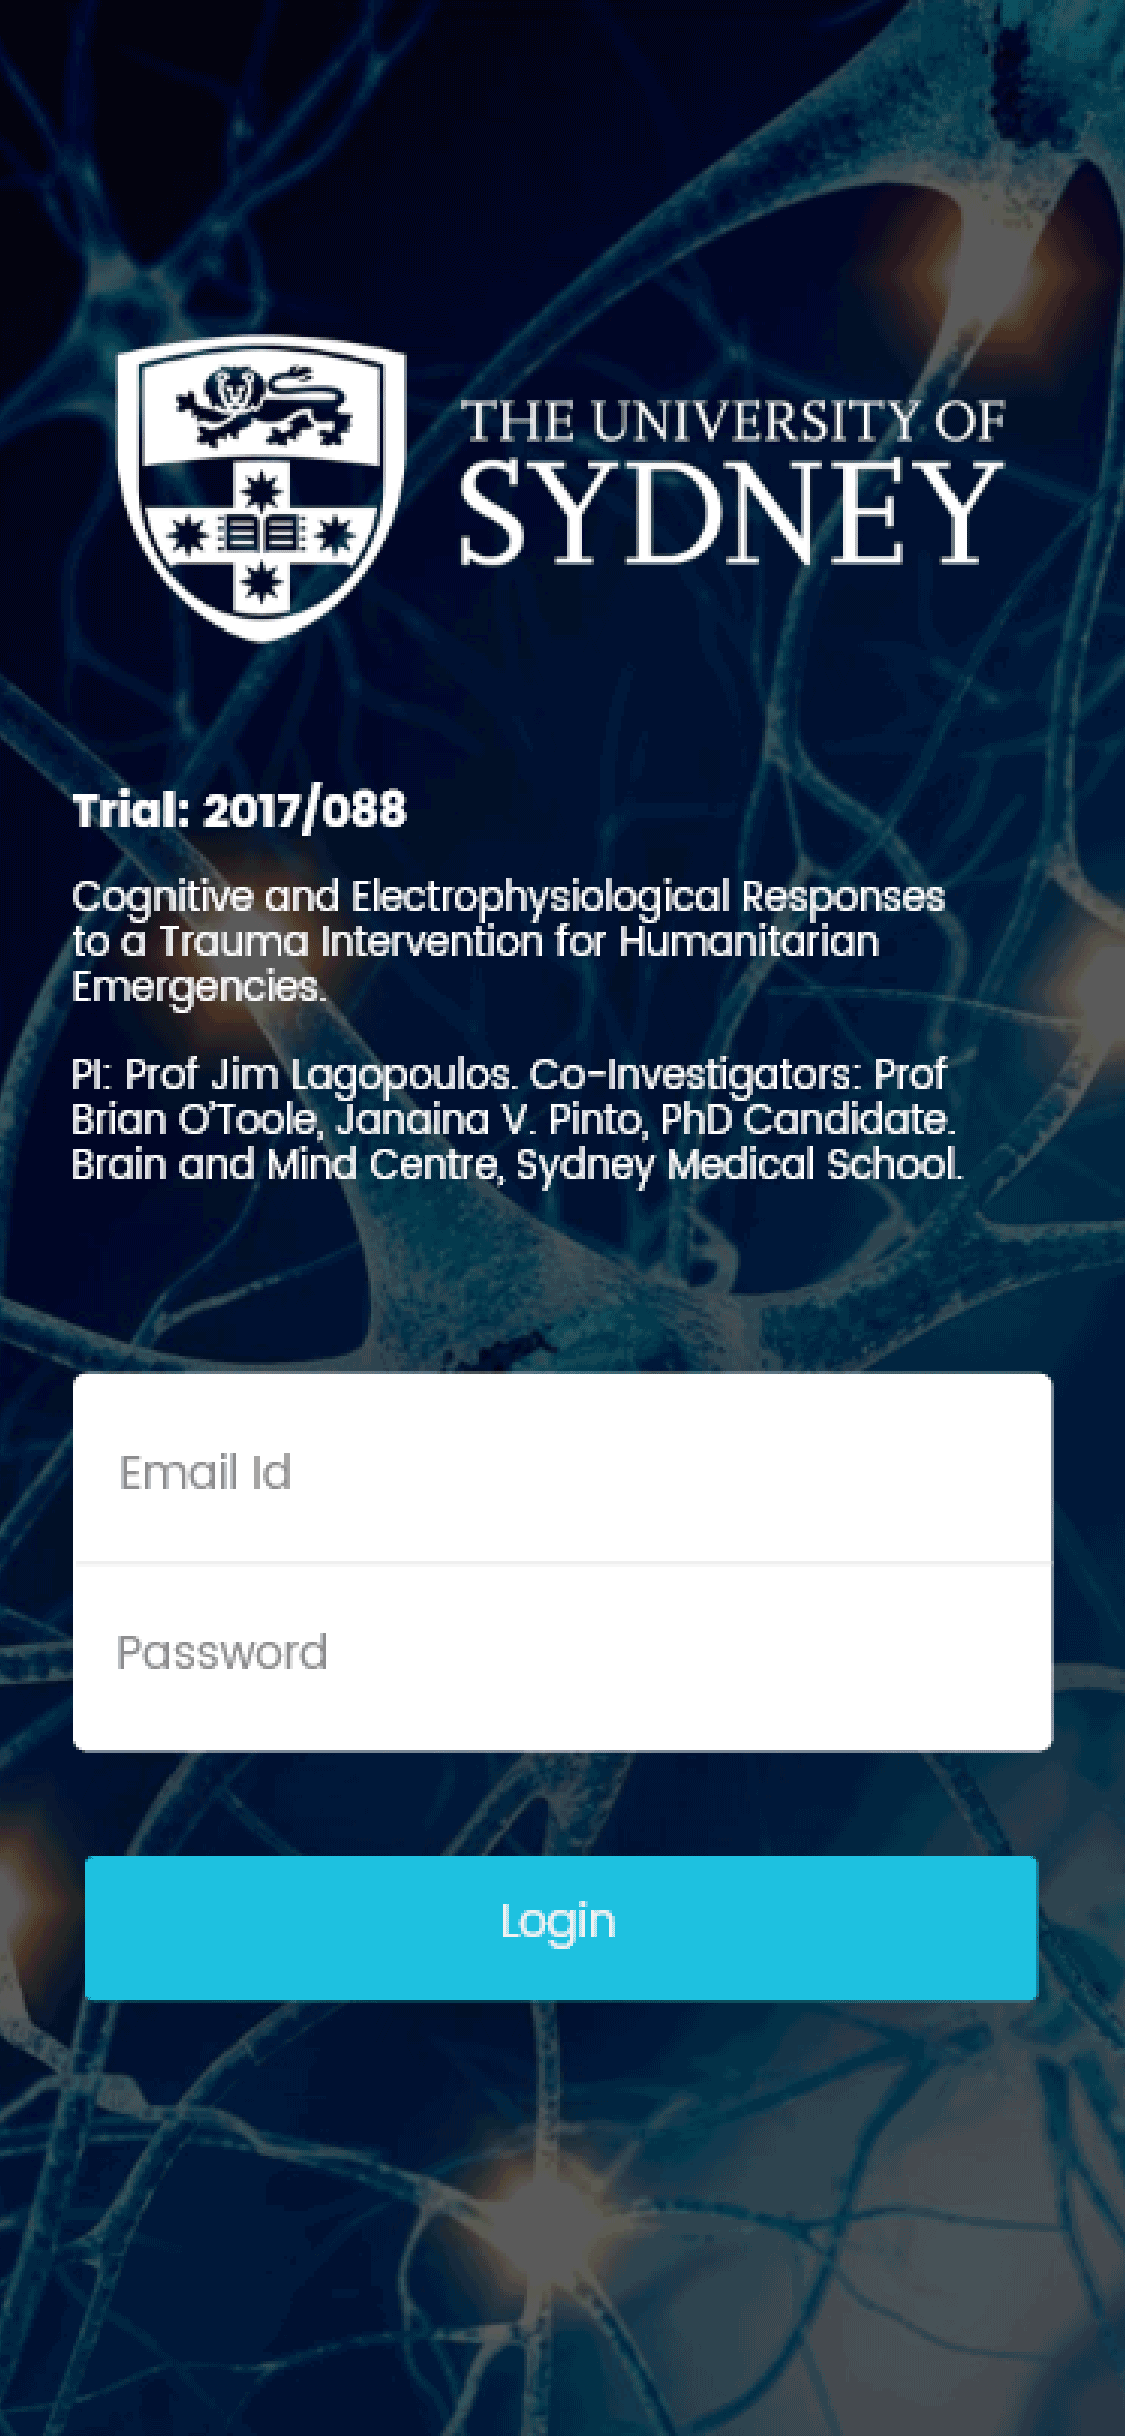 THE UNIVERSITY OF
SYDNEY
Trial: 2017/088
Cognitive and Electrophysiological Responses
to a Trauma Intervention for Humanitarian
Emergencies.
PI: Prof Jim Lagopoulos. Co-Investigators: Prof
Brian O'Toole, Janaina V. Pinto, PhD Candidate.
Brain and Mind Centre, Sydney Medical School.
Email Id
Password
Login